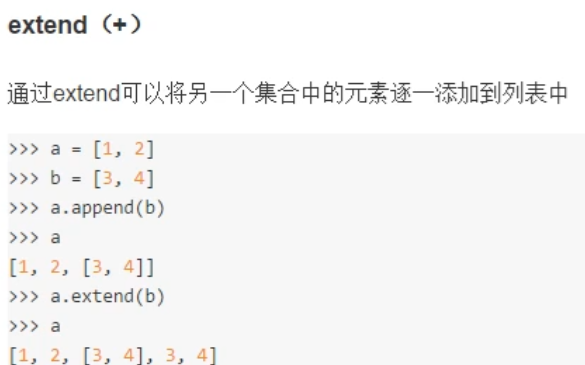 extend（+）
通过extend可以将另一个集合中的元素逐一添加到列表中
>>> a = [1, 2]
>>> b = [3, 4]
>>> a.append(b)
>>> a
[1, 2, [3, 4]]
>>> a.extend(b)
>>> a
[1, 2, [3, 4], 3, 4]